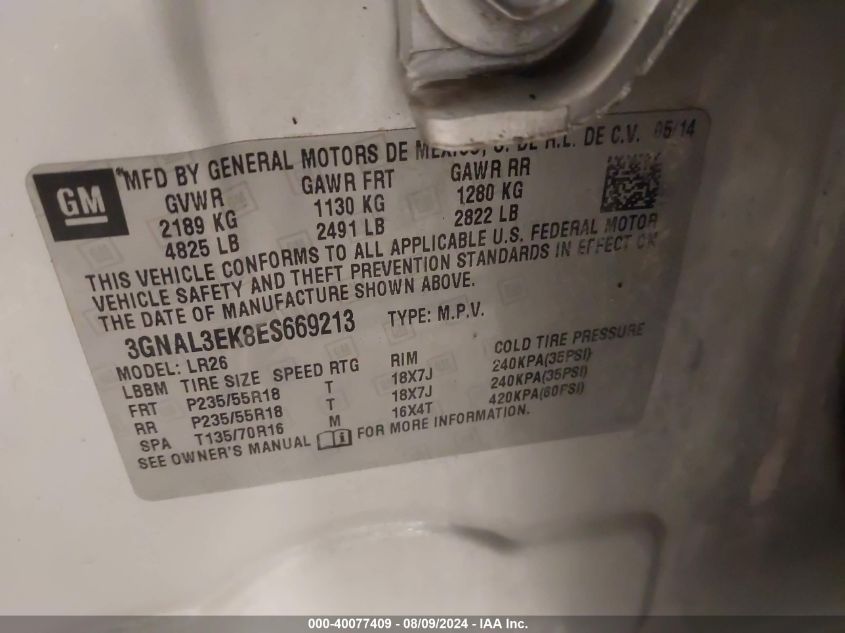 GM
MFD BY GENERAL MOTORS DE MEXICO, S. DE R.L. DE C.V. 05/14
GVWR GAWR FRT GAWR RR
2189 KG 1130 KG 1280 KG
4825 LB 2491 LB 2822 LB
THIS VEHICLE CONFORMS TO ALL APPLICABLE U.S. FEDERAL MOTOR
VEHICLE SAFETY AND THEFT PREVENTION STANDARDS IN EFFECT ON
THE DATE OF MANUFACTURE SHOWN ABOVE.
3GNAL3EK8ES669213 TYPE: M.P.V.
MODEL: LR26
LBBM TIRE SIZE SPEED RTG RIM COLD TIRE PRESSURE
FRT P235/55R18 T 18X7J 240KPA(35PSI)
RR P235/55R18 T 18X7J 240KPA(35PSI)
SPA T135/70R16 M 16X4T 420KPA(60PSI)
SEE OWNER'S MANUAL FOR MORE INFORMATION.
000-40077409 - 08/09/2024 - IAA Inc.